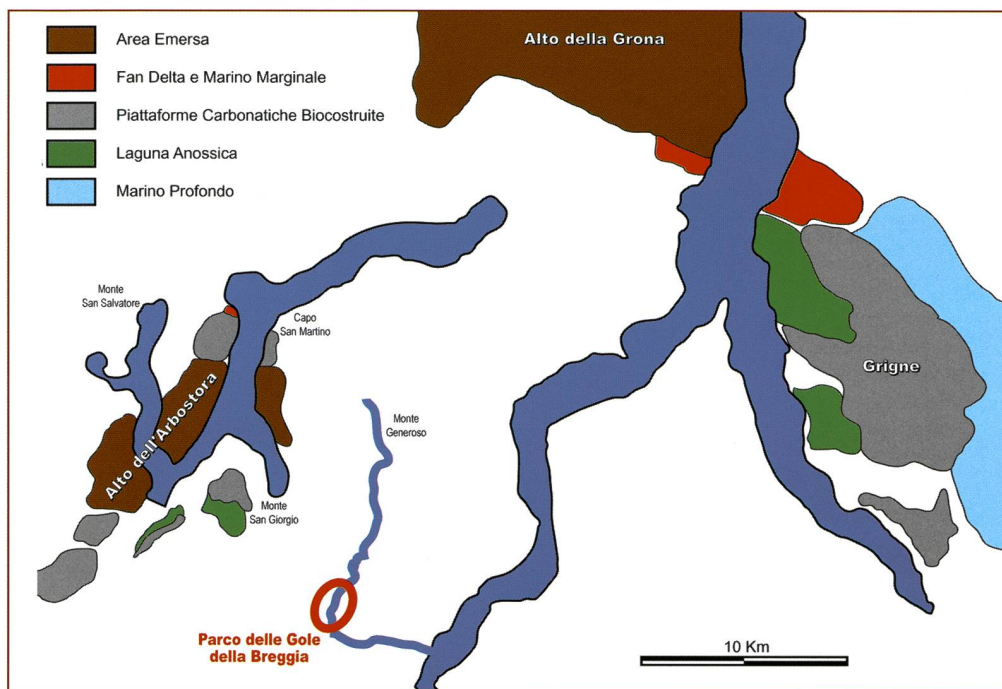 Area Emersa
Fan Delta e Marino Marginale
Piattaforme Carbonatiche Biocostruite
Laguna Anossica
Marino Profondo
Alto della Grona
Monte
San Salvatore
Capo
San Martino
Grigne
Alto dell'Arbostora
Monte
Generoso
Monte
San Giorgio
Parco delle Gole
della Breggia
10 Km